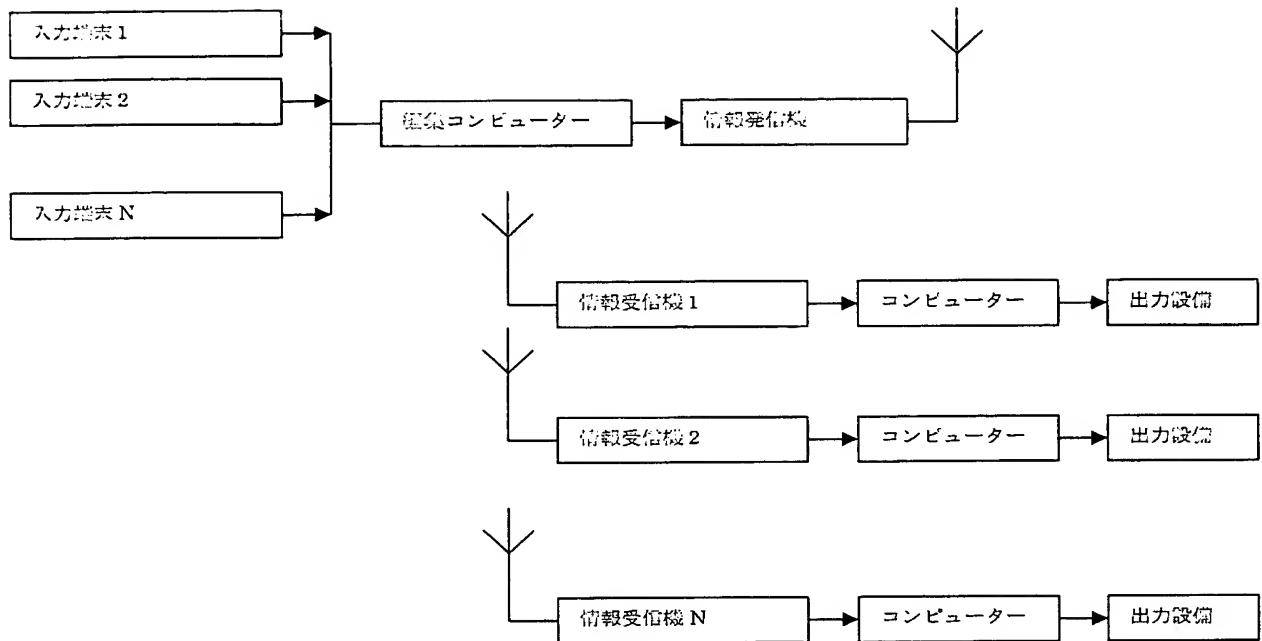 入力端末 1
入力端末 2
編集コンピューター
情報発信機
入力端末 N
情報受信機 1
コンピューター
出力設備
情報受信機 2
コンピューター
出力設備
情報受信機 N
コンピューター
出力設備